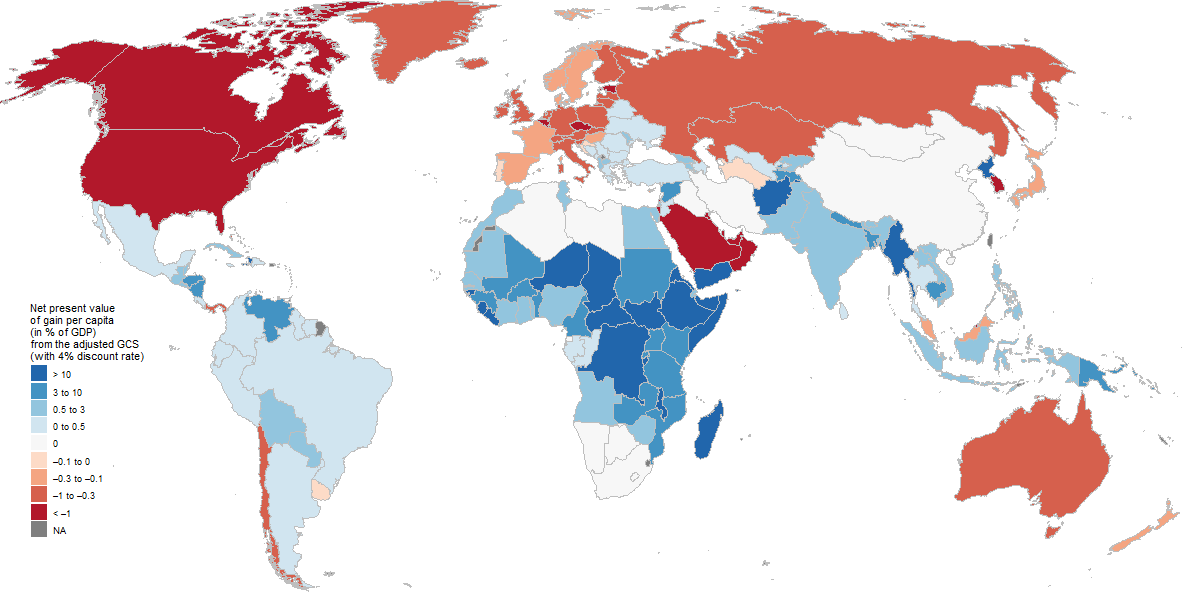 Net present value
of gain per capita
(in % of GDP)
from the adjusted GCS
(with 4% discount rate)
> 10
3 to 10
0.5 to 3
0 to 0.5
0
–0.1 to 0
–0.3 to –0.1
–1 to –0.3
< –1
NA